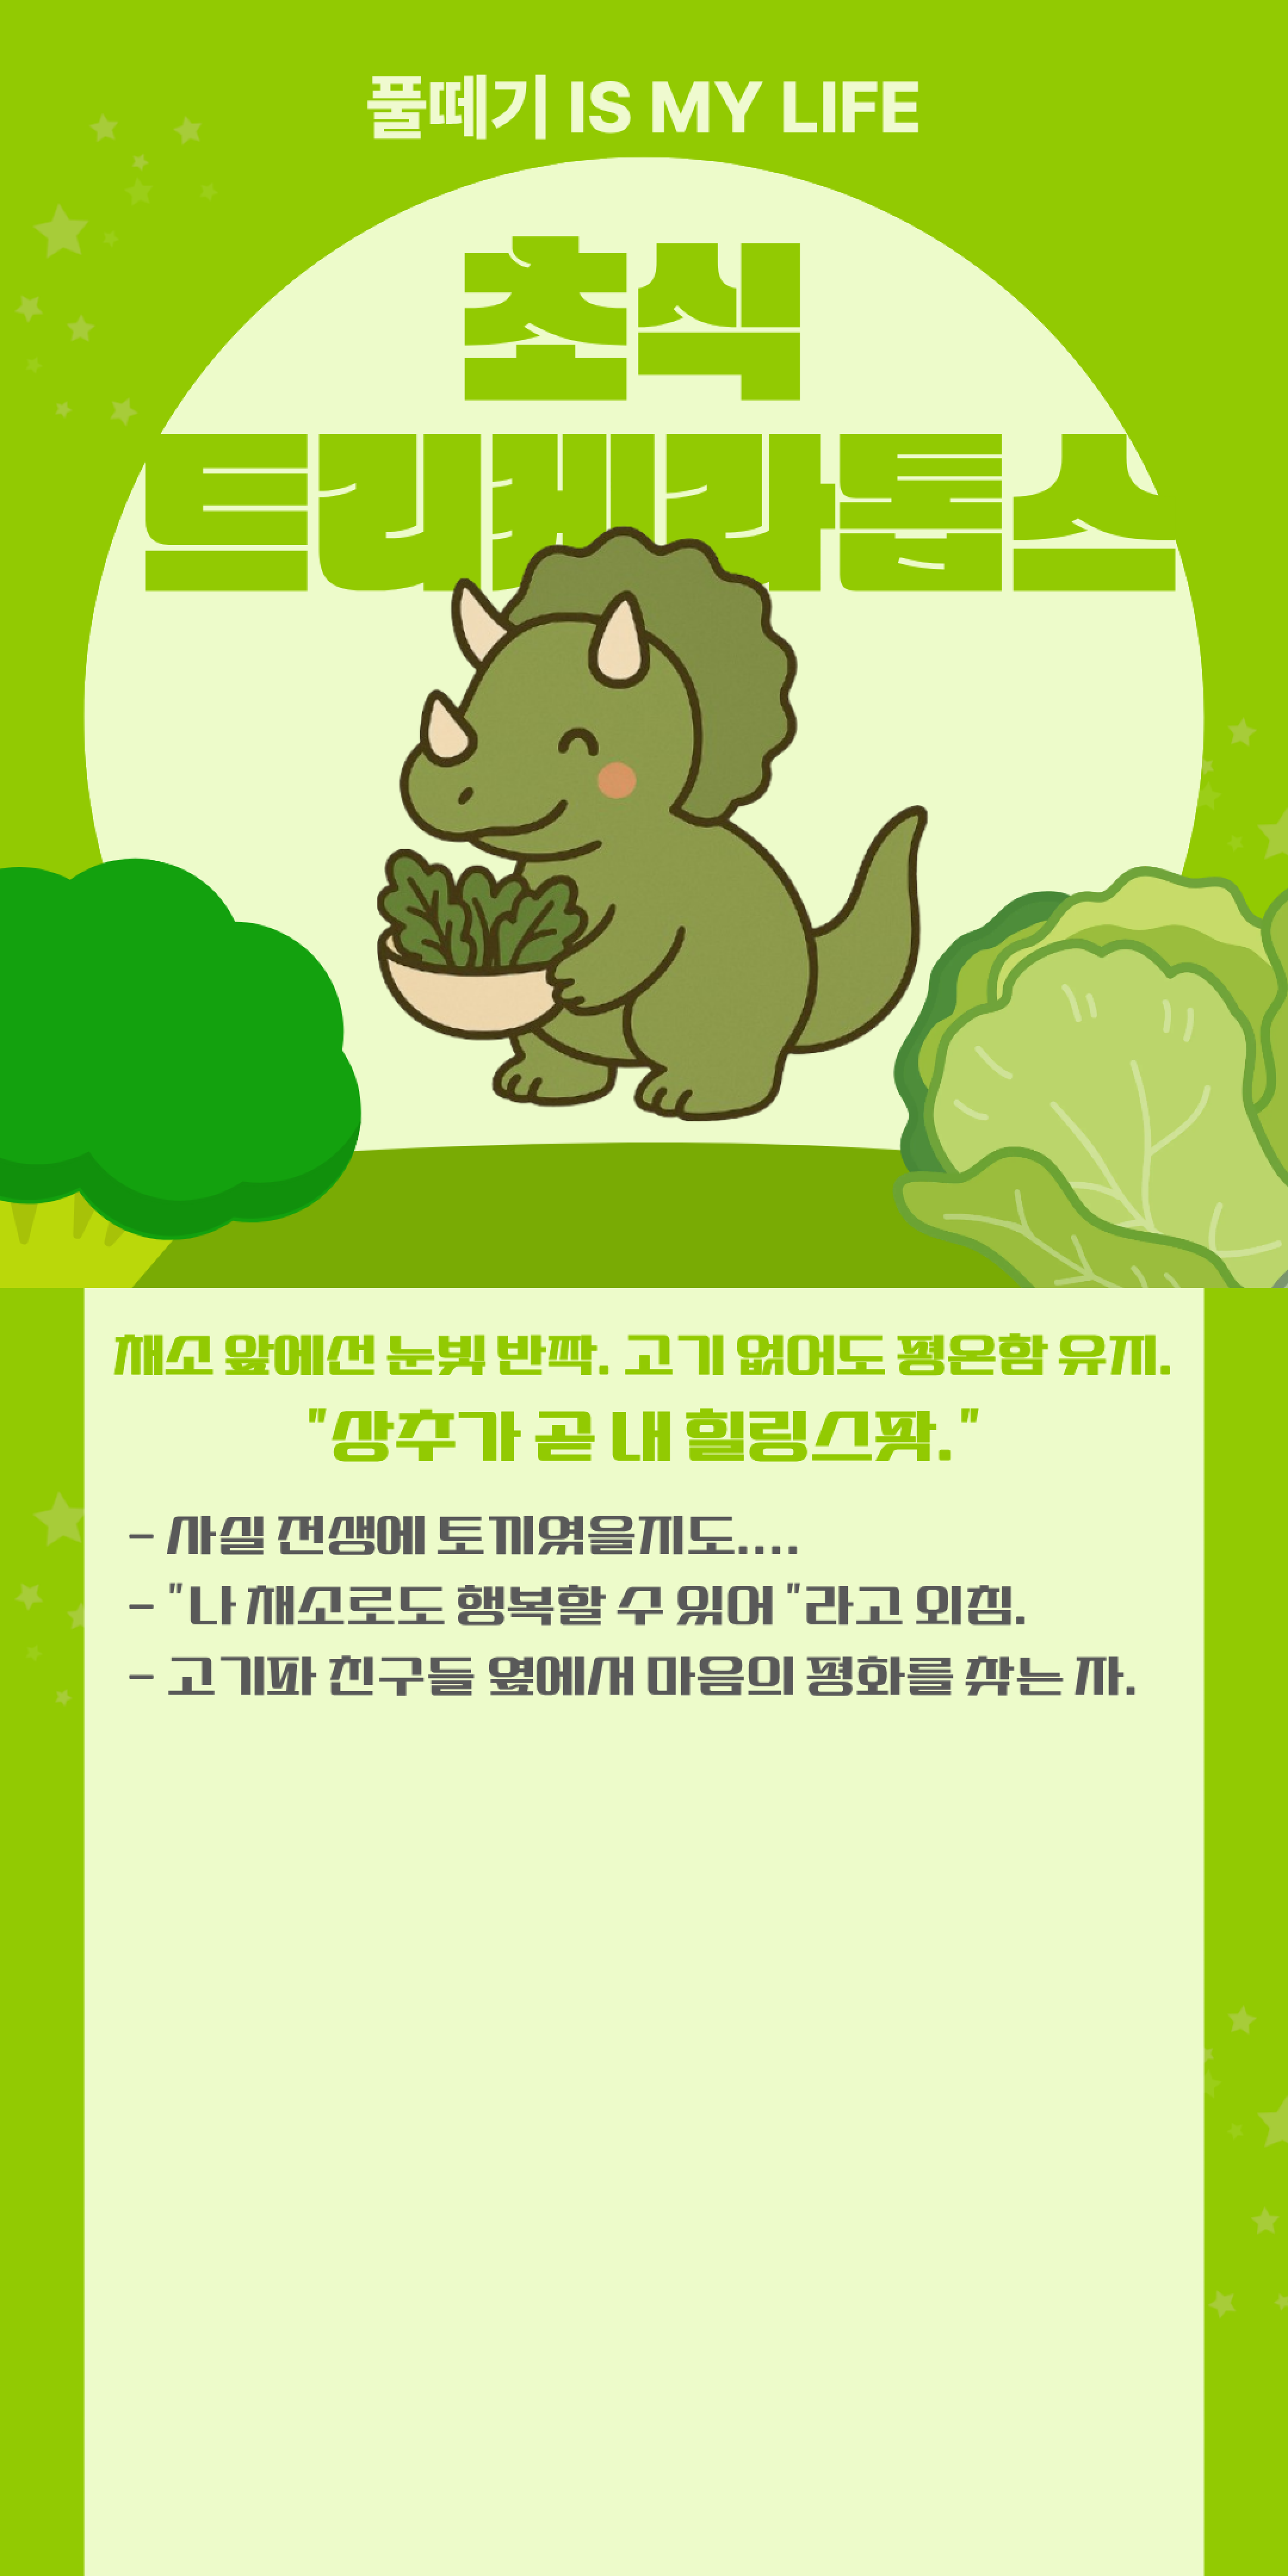 풀떼기 IS MY LIFE
초식
트리케라톱스
채소 앞에선 눈빛 반짝. 고기 없어도 평온함 유지.
"상추가 곧 내 힐링스팟."
- 사실 전생에 토끼였을지도....
- "나 채소로도 행복할 수 있어"라고 외침.
- 고기파 친구들 옆에서 마음의 평화를 찾는 자.